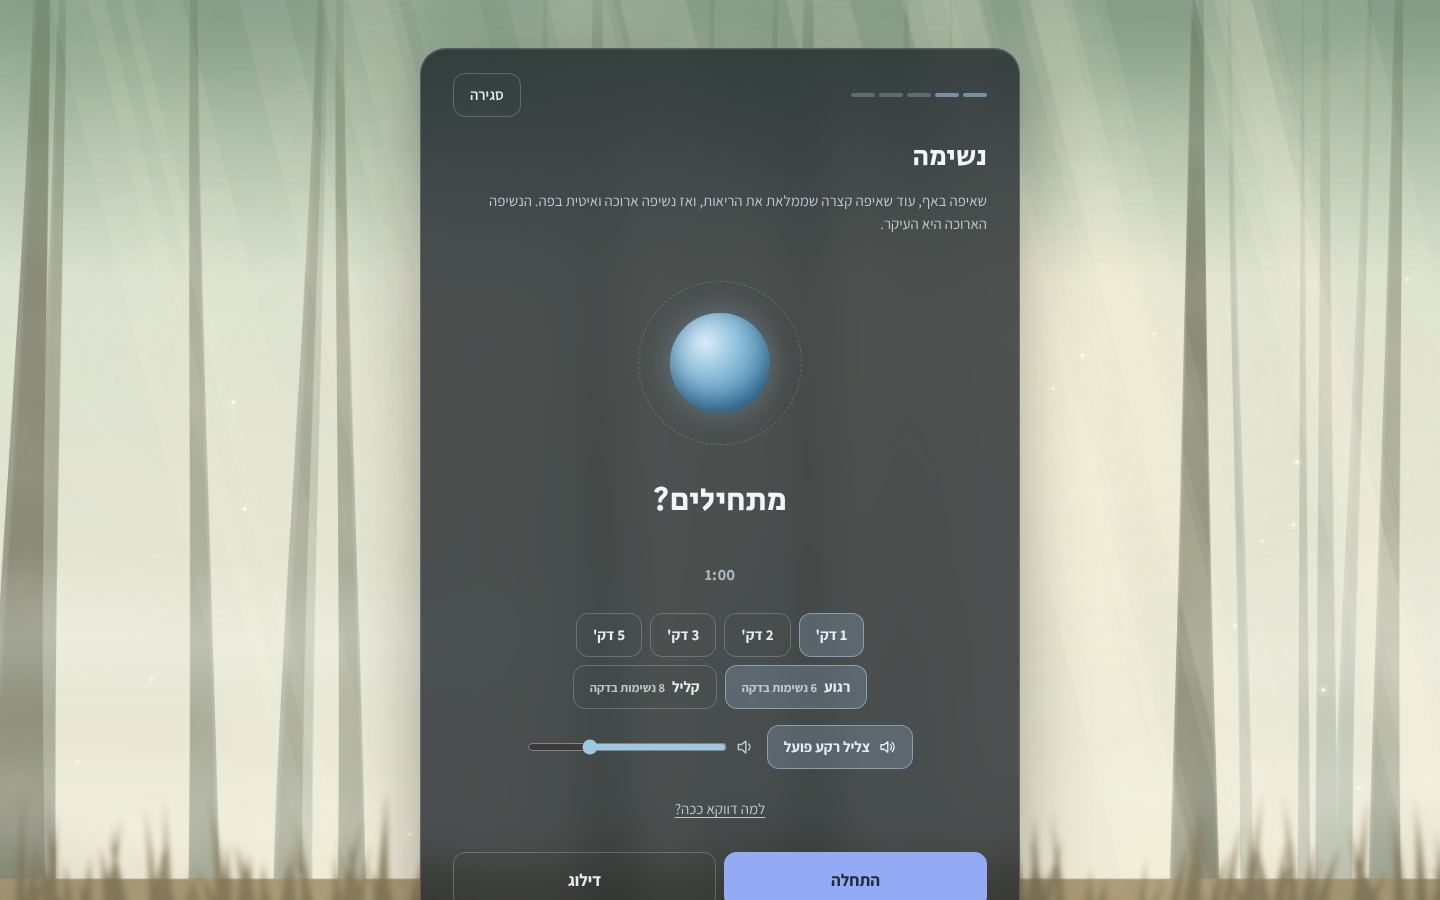 סגירה
נשימה
שאיפה באף, עוד שאיפה קצרה שממלאת את הריאות, ואז נשיפה ארוכה ואיטית בפה. הנשיפה
הארוכה היא העיקר.
מתחילים?
1:00
1 דק' 2 דק' 3 דק' 5 דק'
רגוע 6 נשימות בדקה קליל 8 נשימות בדקה
צליל רקע פועל
למה דווקא ככה?
התחלה דילוג